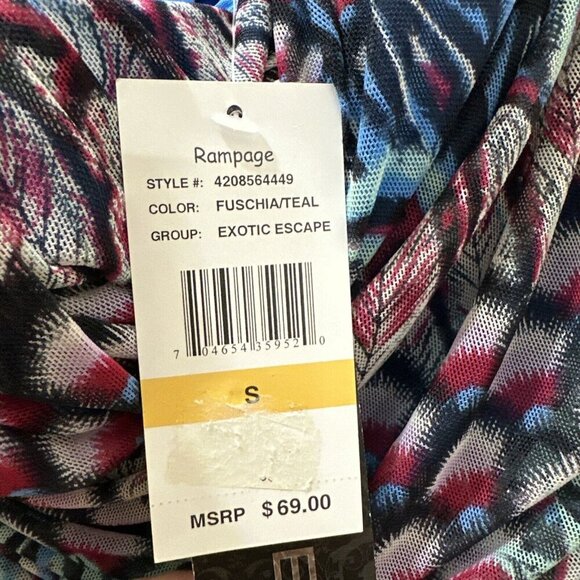 Rampage
STYLE #: 4208564449
COLOR: FUSCHIA/TEAL
GROUP: EXOTIC ESCAPE
7 04654 35952 0
S
MSRP $69.00